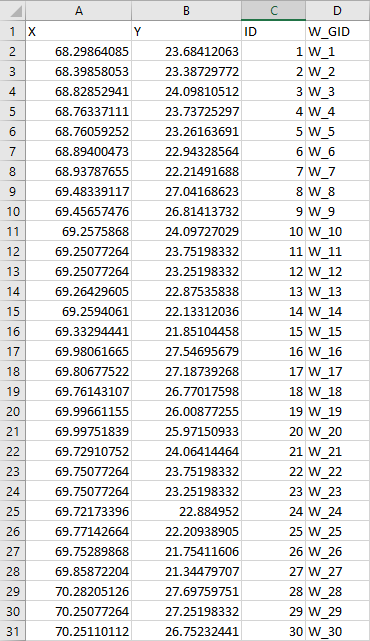 A B C D
1 X Y ID W_GID
2 68.29864085 23.68412063 1 W_1
3 68.39858053 23.38729772 2 W_2
4 68.82852941 24.09810512 3 W_3
5 68.76337111 23.73725297 4 W_4
6 68.76059252 23.26163691 5 W_5
7 68.89400473 22.94328564 6 W_6
8 68.93787655 22.21491688 7 W_7
9 69.48339117 27.04168623 8 W_8
10 69.45657476 26.81413732 9 W_9
11 69.2575868 24.09727029 10 W_10
12 69.25077264 23.75198332 11 W_11
13 69.25077264 23.25198332 12 W_12
14 69.26429605 22.87535838 13 W_13
15 69.2594061 22.13312036 14 W_14
16 69.33294441 21.85104458 15 W_15
17 69.98061665 27.54695679 16 W_16
18 69.80677522 27.18739268 17 W_17
19 69.76143107 26.77017598 18 W_18
20 69.99661155 26.00877255 19 W_19
21 69.99751839 25.97150933 20 W_20
22 69.72910752 24.06414464 21 W_21
23 69.75077264 23.75198332 22 W_22
24 69.75077264 23.25198332 23 W_23
25 69.72173396 22.884952 24 W_24
26 69.77142664 22.20938905 25 W_25
27 69.75289868 21.75411606 26 W_26
28 69.85872204 21.34479707 27 W_27
29 70.28205126 27.69759751 28 W_28
30 70.25077264 27.25198332 29 W_29
31 70.25110112 26.75232441 30 W_30